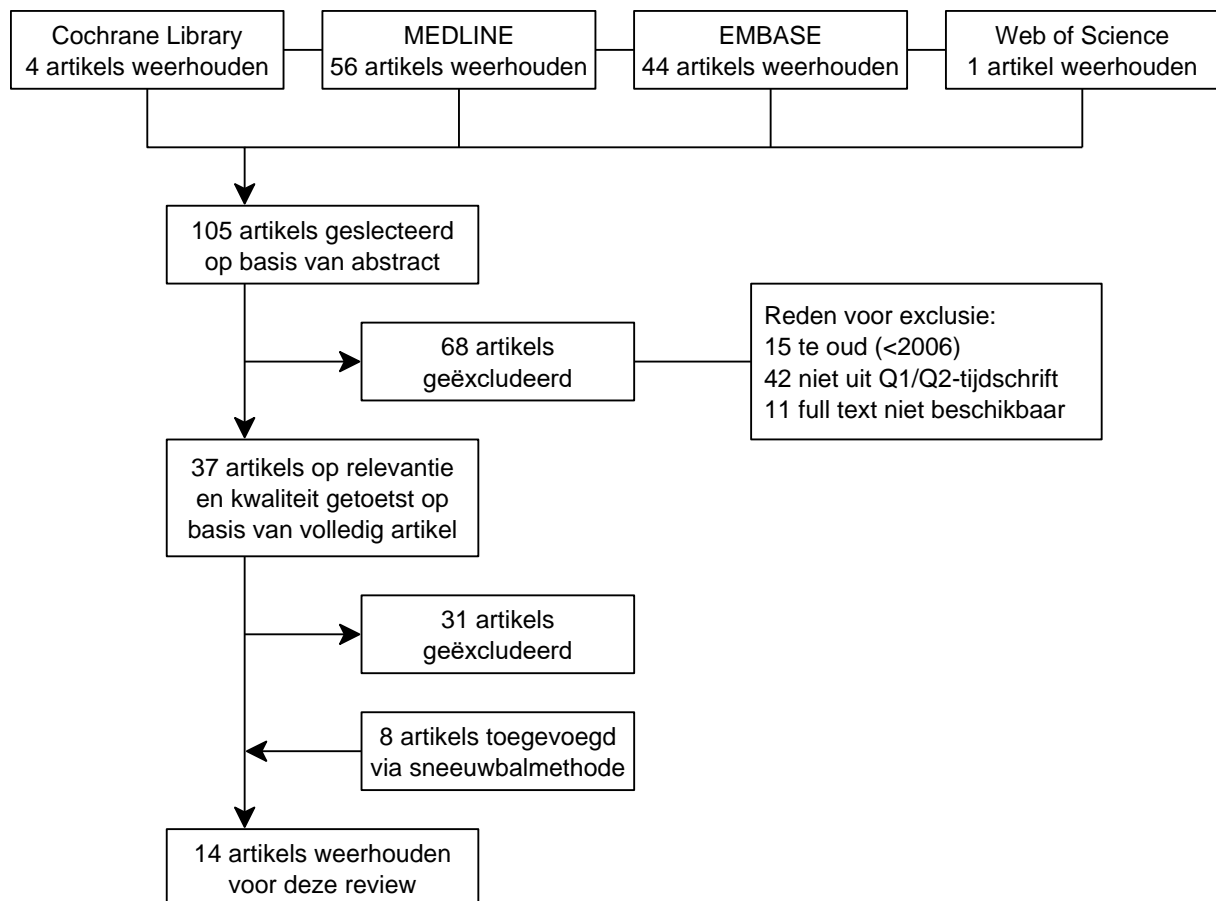 Cochrane Library
4 artikels weerhouden
MEDLINE
56 artikels weerhouden
EMBASE
44 artikels weerhouden
Web of Science
1 artikel weerhouden
105 artikels geslecteerd
op basis van abstract
68 artikels
geëxcludeerd
Reden voor exclusie:
15 te oud (<2006)
42 niet uit Q1/Q2-tijdschrift
11 full text niet beschikbaar
37 artikels op relevantie
en kwaliteit getoetst op
basis van volledig artikel
31 artikels
geëxcludeerd
8 artikels toegevoegd
via sneeuwbalmethode
14 artikels weerhouden
voor deze review